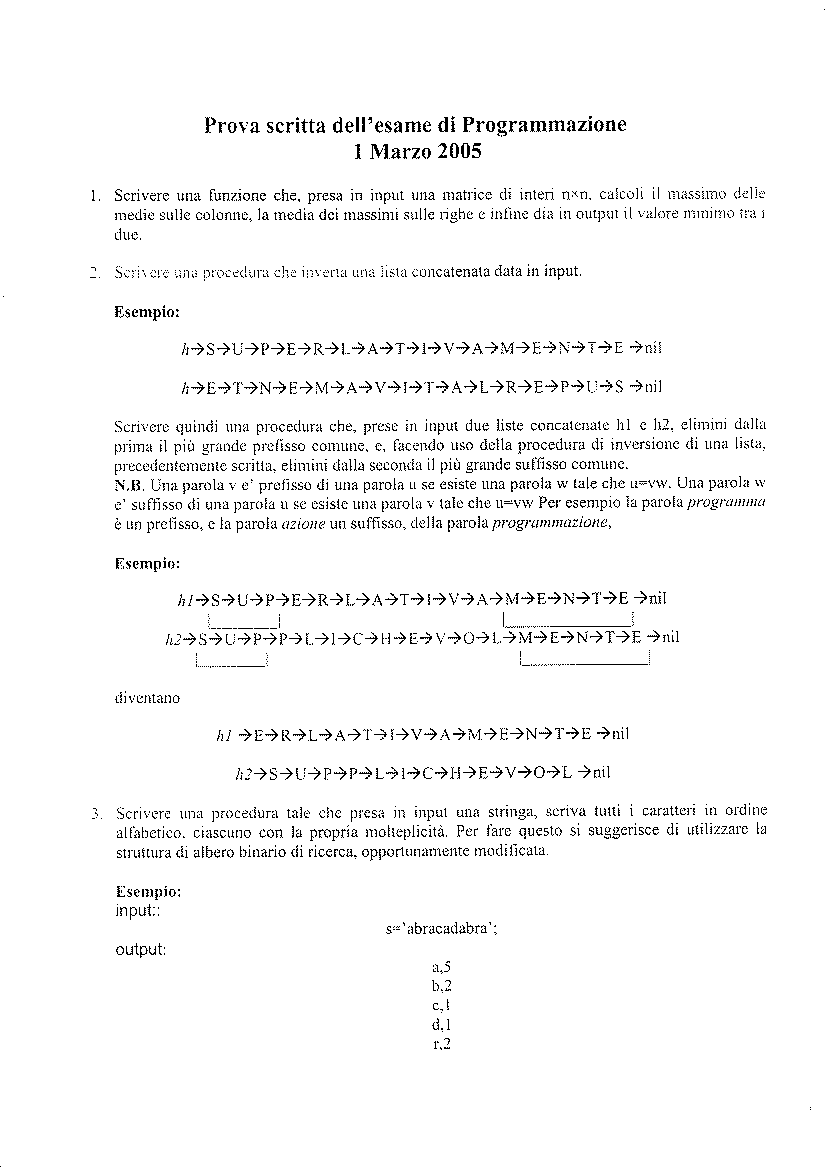 Prova scritta dell'esame di Programmazione
1 Marzo 2005
1. Scrivere una funzione che, presa in input una matrice di interi n×n, calcoli il massimo delle
medie sulle colonne, la media dei massimi sulle righe e infine dia in output il valore minimo tra i
due.
2. Scrivere una procedura che inverta una lista concatenata data in input.
Esempio:
h→S→U→P→E→R→L→A→T→I→V→A→M→E→N→T→E →nil
h→E→T→N→E→M→A→V→I→T→A→L→R→E→P→U→S →nil
Scrivere quindi una procedura che, prese in input due liste concatenate h1 e h2, elimini dalla
prima il più grande prefisso comune, e, facendo uso della procedura di inversione di una lista,
precedentemente scritta, elimini dalla seconda il più grande suffisso comune.
N.B. Una parola v e' prefisso di una parola u se esiste una parola w tale che u=vw. Una parola w
e' suffisso di una parola u se esiste una parola v tale che u=vw Per esempio la parola programma
è un prefisso, e la parola azione un suffisso, della parola programmazione,
Esempio:
h1→S→U→P→E→R→L→A→T→I→V→A→M→E→N→T→E →nil
h2→S→U→P→P→L→I→C→H→E→V→O→L→M→E→N→T→E →nil
diventano
h1 →E→R→L→A→T→I→V→A→M→E→N→T→E →nil
h2→S→U→P→P→L→I→C→H→E→V→O→L →nil
3. Scrivere una procedura tale che presa in input una stringa, scriva tutti i caratteri in ordine
alfabetico, ciascuno con la propria molteplicità. Per fare questo si suggerisce di utilizzare la
struttura di albero binario di ricerca, opportunamente modificata.
Esempio:
input::
s='abracadabra';
output:
a,5
b,2
c,1
d,1
r,2